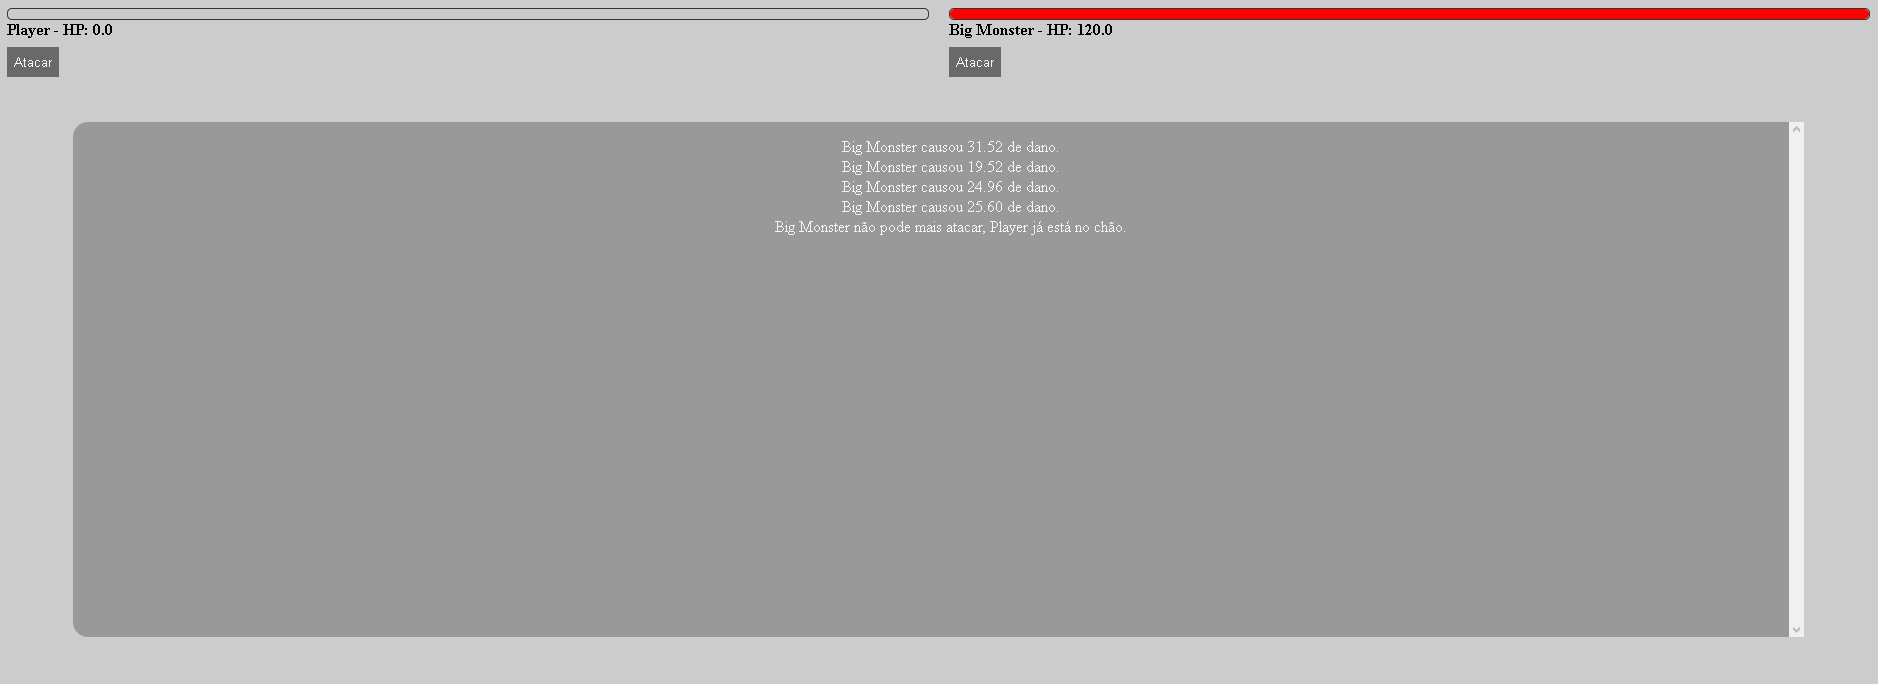 Player - HP: 0.0
Atacar
Big Monster - HP: 120.0
Atacar
Big Monster causou 31.52 de dano.
Big Monster causou 19.52 de dano.
Big Monster causou 24.96 de dano.
Big Monster causou 25.60 de dano.
Big Monster não pode mais atacar, Player já está no chão.